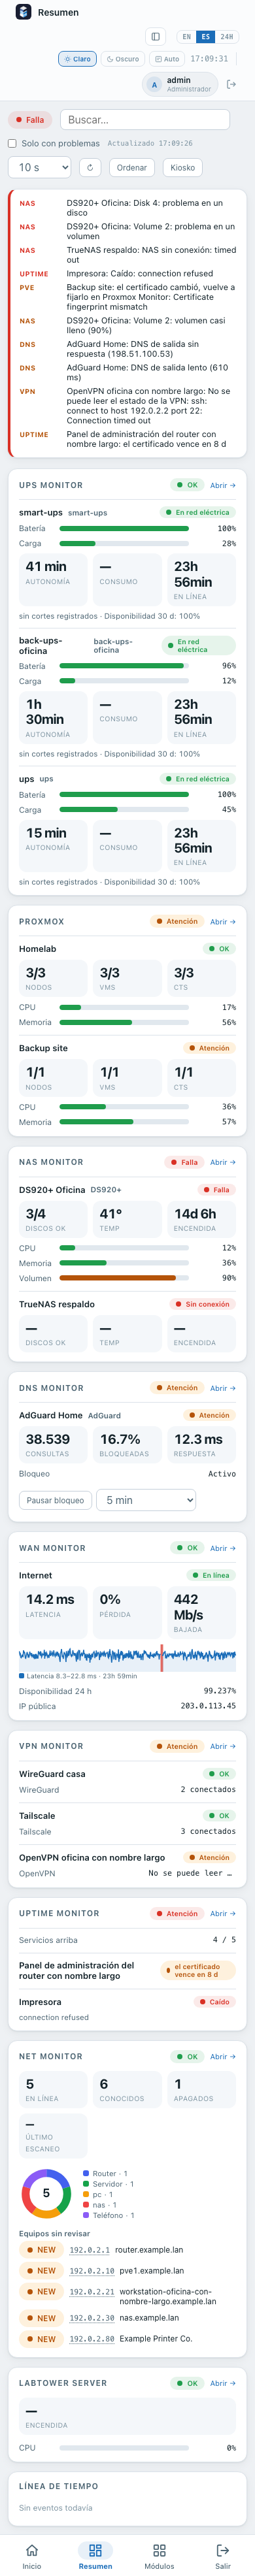 Resumen
EN ES 24H
Claro Oscuro Auto 17:09:31
A admin
Administrador
Falla Buscar...
Solo con problemas Actualizado 17:09:26
10 s ↻ Ordenar Kiosko
NAS DS920+ Oficina: Disk 4: problema en un
disco
NAS DS920+ Oficina: Volume 2: problema en un
volumen
NAS TrueNAS respaldo: NAS sin conexión: timed
out
UPTIME Impresora: Caído: connection refused
PVE Backup site: el certificado cambió, vuelve a
fijarlo en Proxmox Monitor: Certificate
fingerprint mismatch
NAS DS920+ Oficina: Volume 2: volumen casi
lleno (90%)
DNS AdGuard Home: DNS de salida sin
respuesta (198.51.100.53)
DNS AdGuard Home: DNS de salida lento (610
ms)
VPN OpenVPN oficina con nombre largo: No se
puede leer el estado de la VPN: ssh:
connect to host 192.0.2.2 port 22:
Connection timed out
UPTIME Panel de administración del router con
nombre largo: el certificado vence en 8 d
UPS MONITOR OK Abrir →
smart-ups smart-ups En red eléctrica
Batería 100%
Carga 28%
41 min — 23h
56min
AUTONOMÍA CONSUMO EN LÍNEA
sin cortes registrados · Disponibilidad 30 d: 100%
back-ups-
oficina back-ups-
oficina En red
eléctrica
Batería 96%
Carga 12%
1h
30min — 23h
56min
AUTONOMÍA CONSUMO EN LÍNEA
sin cortes registrados · Disponibilidad 30 d: 100%
ups ups En red eléctrica
Batería 100%
Carga 45%
15 min — 23h
56min
AUTONOMÍA CONSUMO EN LÍNEA
sin cortes registrados · Disponibilidad 30 d: 100%
PROXMOX Atención Abrir →
Homelab OK
3/3 3/3 3/3
NODOS VMS CTS
CPU 17%
Memoria 56%
Backup site Atención
1/1 1/1 1/1
NODOS VMS CTS
CPU 36%
Memoria 57%
NAS MONITOR Falla Abrir →
DS920+ Oficina DS920+ Falla
3/4 41° 14d 6h
DISCOS OK TEMP ENCENDIDA
CPU 12%
Memoria 36%
Volumen 90%
TrueNAS respaldo Sin conexión
— — —
DISCOS OK TEMP ENCENDIDA
DNS MONITOR Atención Abrir →
AdGuard Home AdGuard Atención
38.539 16.7% 12.3 ms
CONSULTAS BLOQUEADAS RESPUESTA
Bloqueo Activo
Pausar bloqueo 5 min
WAN MONITOR OK Abrir →
Internet En línea
14.2 ms 0% 442
Mb/s
LATENCIA PÉRDIDA BAJADA
Latencia 8.3–22.8 ms · 23h 59min
Disponibilidad 24 h 99.237%
IP pública 203.0.113.45
VPN MONITOR Atención Abrir →
WireGuard casa OK
WireGuard 2 conectados
Tailscale OK
Tailscale 3 conectados
OpenVPN oficina con nombre largo Atención
OpenVPN No se puede leer …
UPTIME MONITOR Atención Abrir →
Servicios arriba 4 / 5
Panel de administración del
router con nombre largo el certificado
vence en 8 d
Impresora Caído
connection refused
NET MONITOR OK Abrir →
5 6 1
EN LÍNEA CONOCIDOS APAGADOS
—
ÚLTIMO
ESCANEO
5
Router · 1
Servidor · 1
pc · 1
nas · 1
Teléfono · 1
Equipos sin revisar
NEW 192.0.2.1 router.example.lan
NEW 192.0.2.10 pve1.example.lan
NEW 192.0.2.21 workstation-oficina-con-
nombre-largo.example.lan
NEW 192.0.2.30 nas.example.lan
NEW 192.0.2.80 Example Printer Co.
LABTOWER SERVER OK Abrir →
—
ENCENDIDA
CPU 0%
LÍNEA DE TIEMPO
Sin eventos todavía
Inicio Resumen Módulos Salir